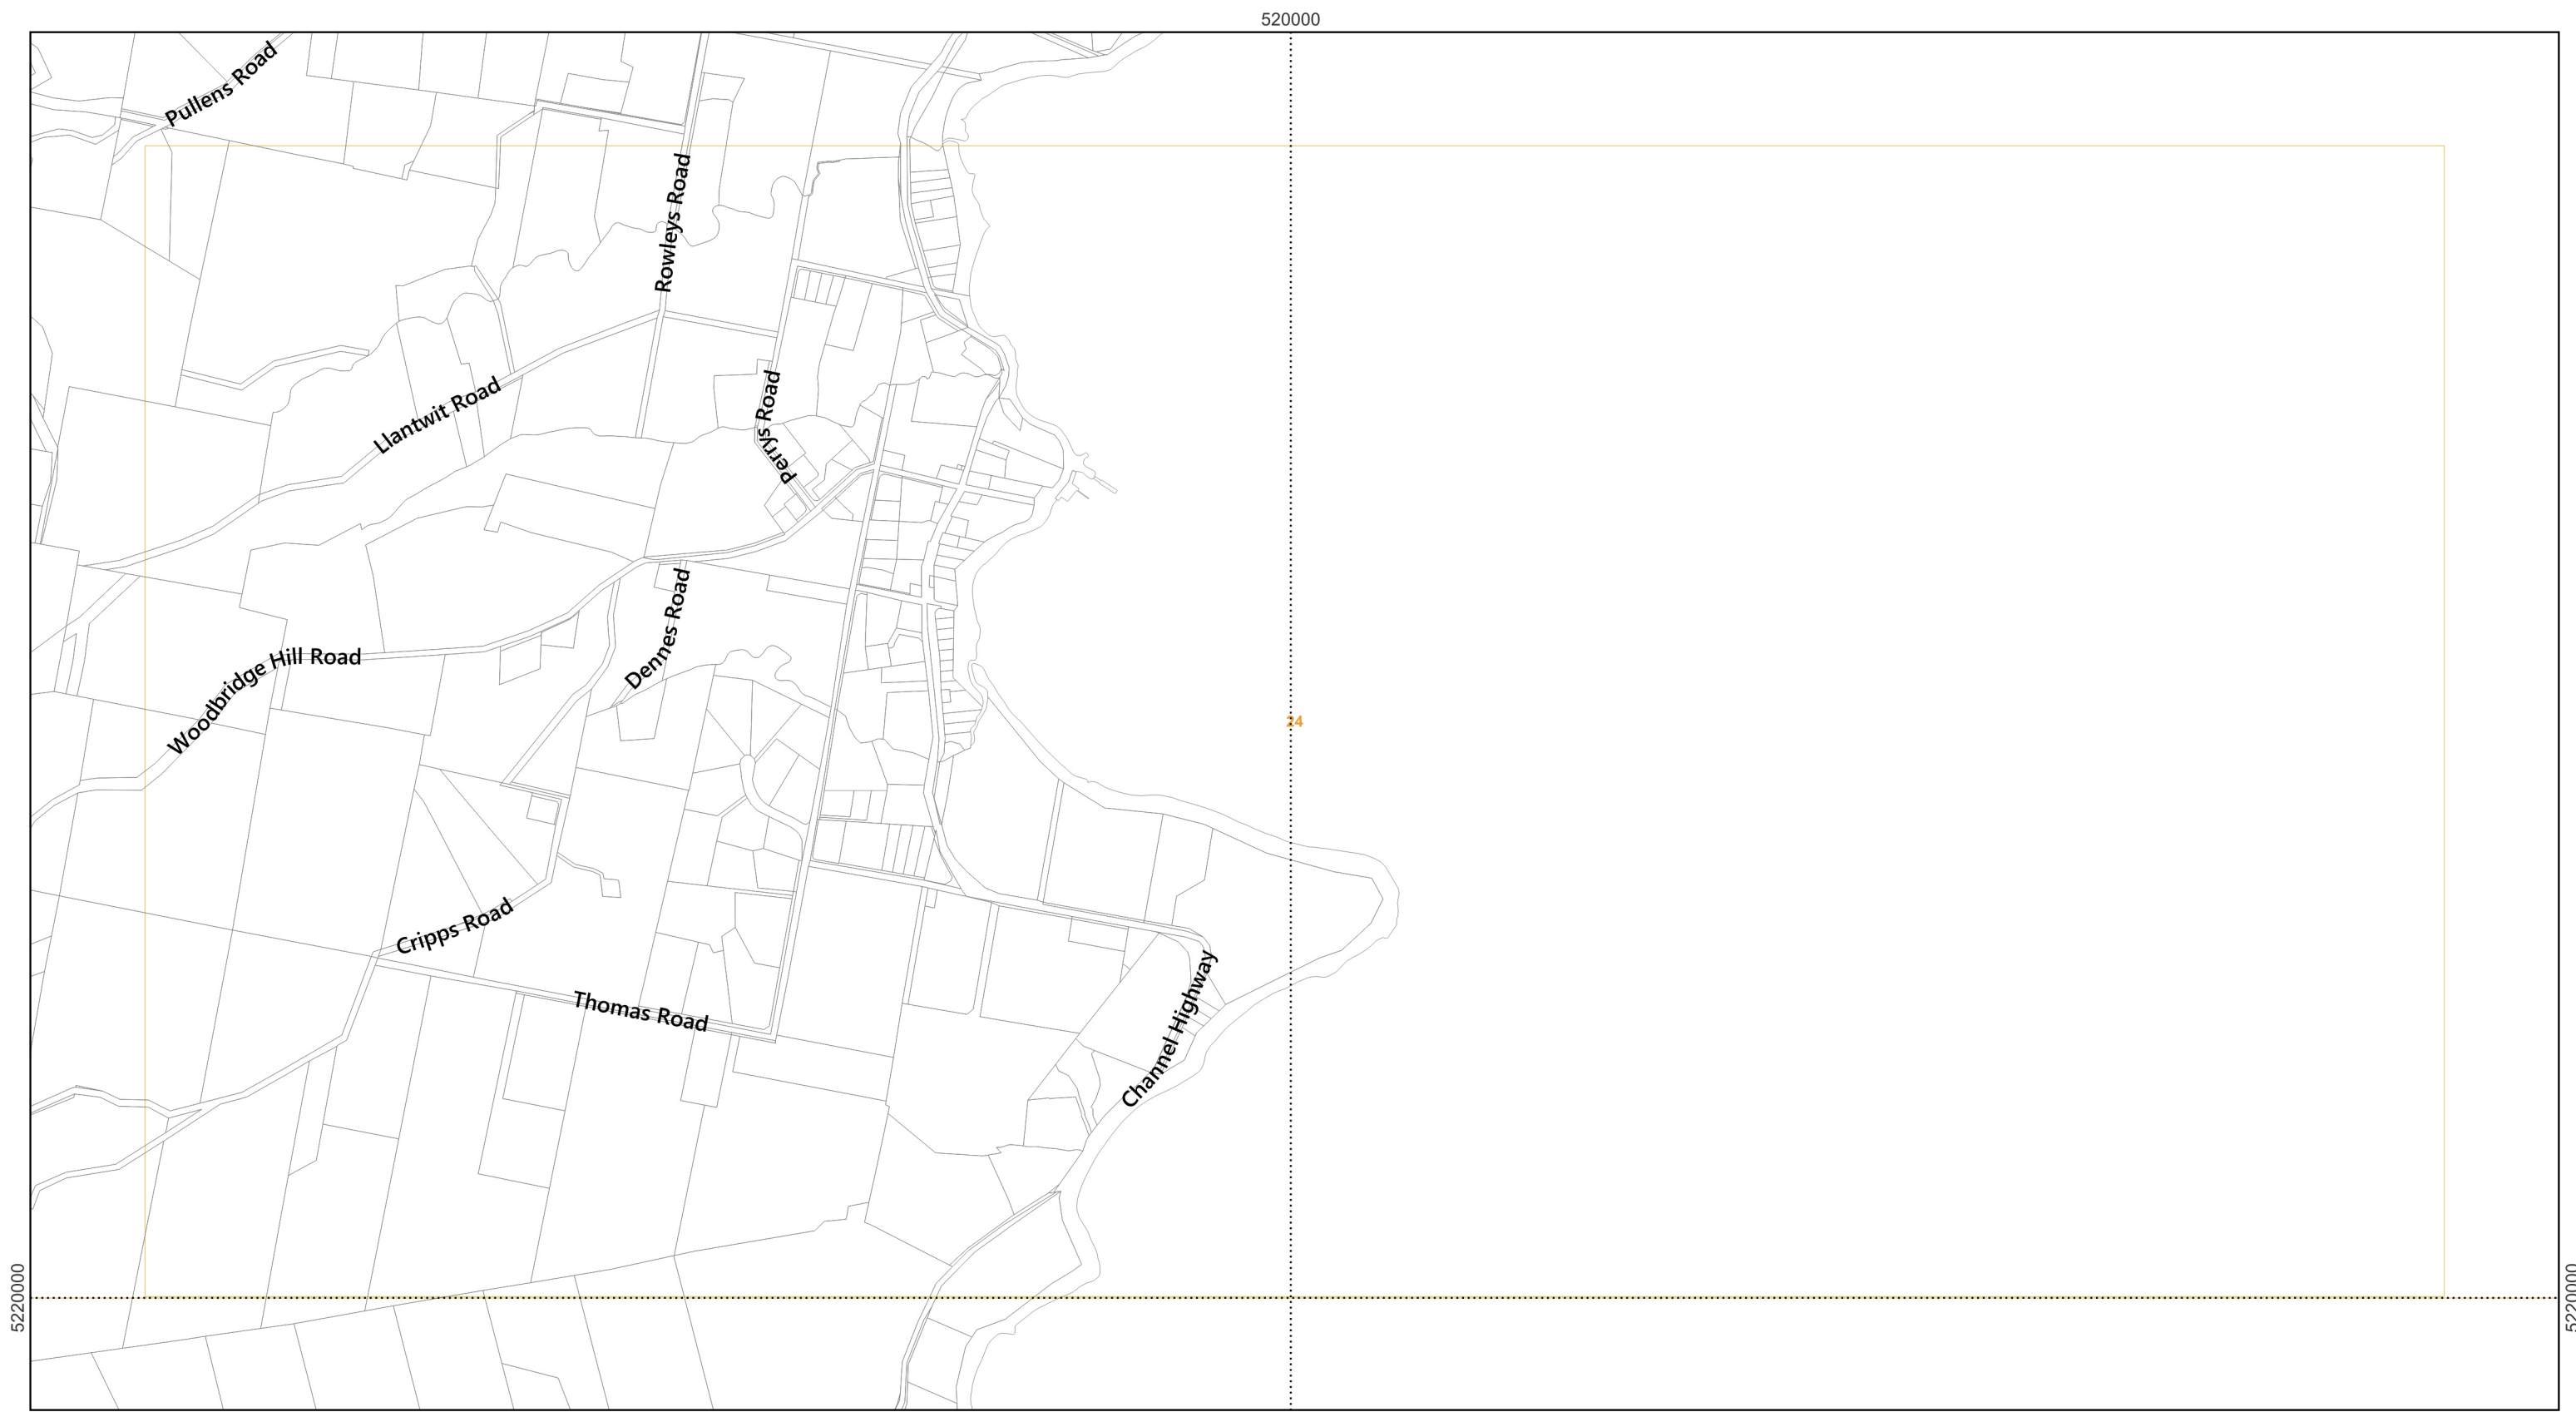 520000
Pullens Road
Rowleys Road
Llantwit Road
Perrys Road
Dennes Road
Woodbridge Hill Road
24
Cripps Road
Thomas Road
Channel Highway
5220000
5220000